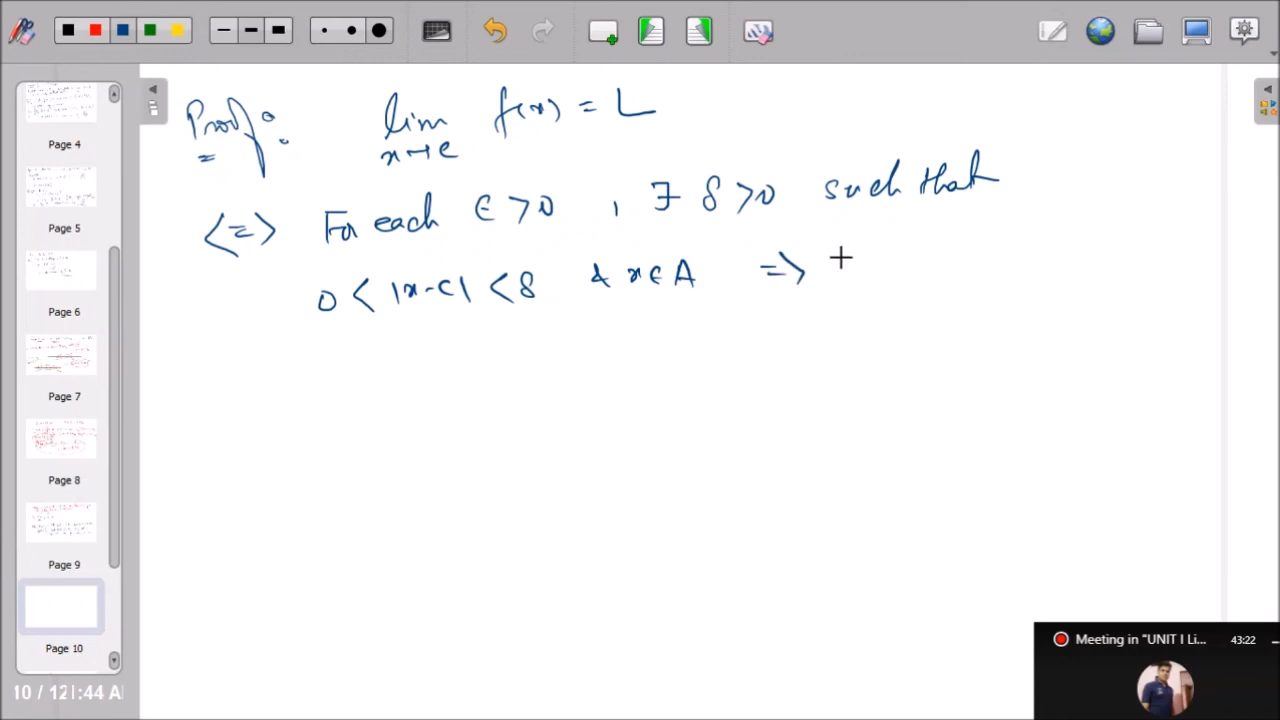 Proof:
lim f(x) = L
x→c
<=> For each ε > 0 , ∃ δ > 0 such that
0 < |x-c| < δ & x ∈ A =>
Page 4
Page 5
Page 6
Page 7
Page 8
Page 9
Page 10
Meeting in "UNIT I Li... 43:22